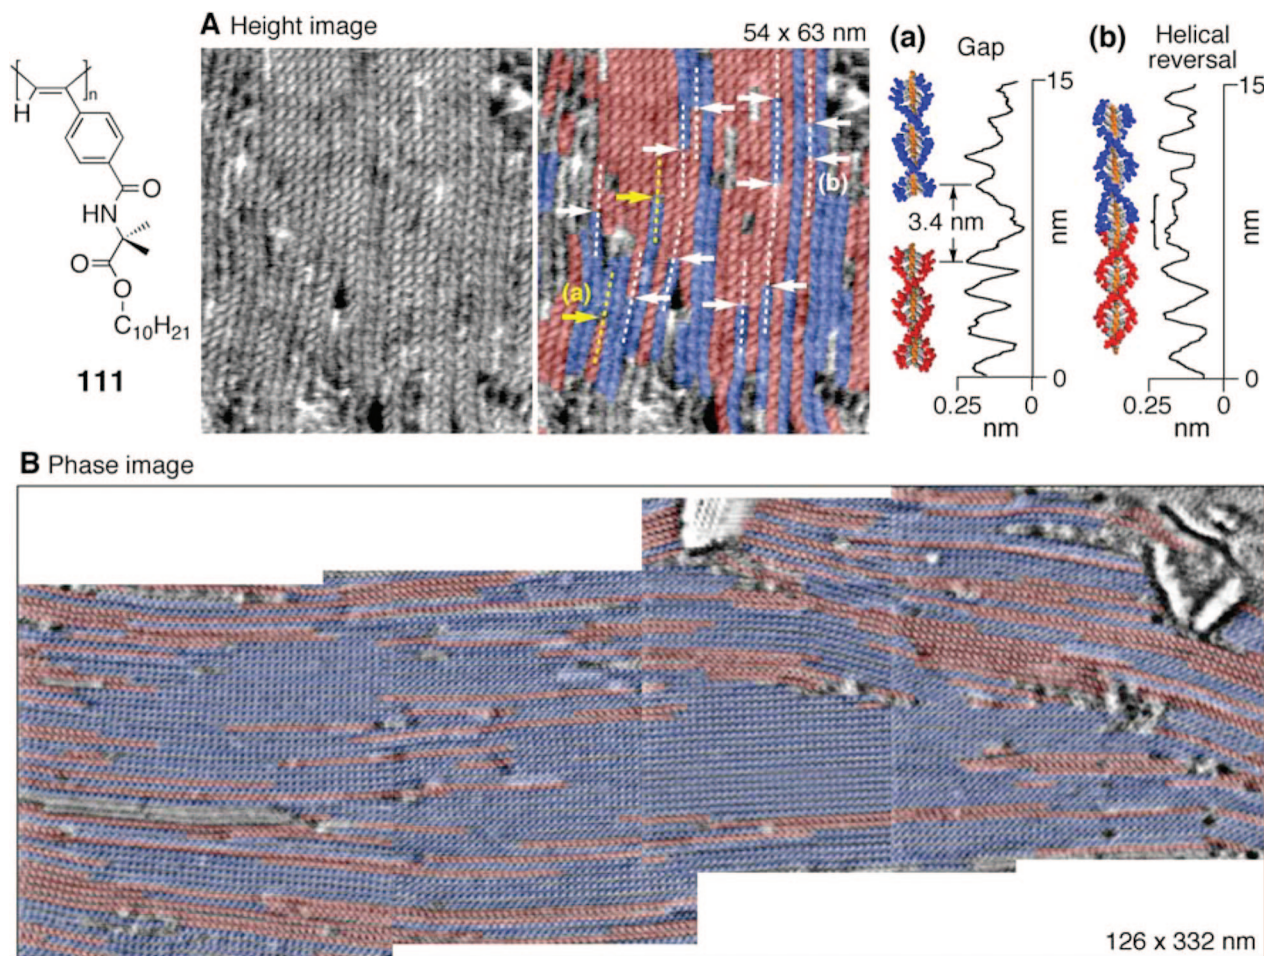 A Height image
54 x 63 nm
(a)
Gap
(b)
Helical
reversal
[ ]n
H
O
HN
O
O
C10H21
111
(b)
(a)
3.4 nm
15
nm
0
0.25
0
nm
15
nm
0
0.25
0
nm
B Phase image
126 x 332 nm